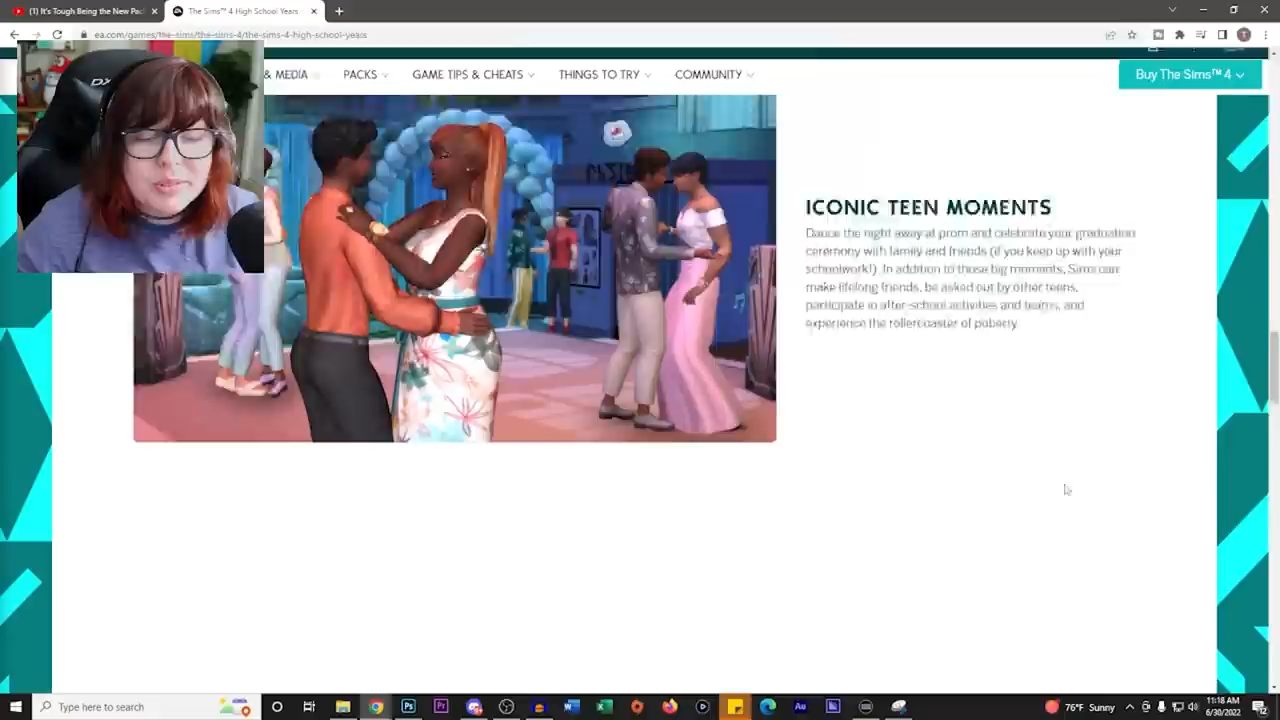 (1) It's Tough Being the New Pac
The Sims™ 4 High School Years
ea.com/games/the-sims/the-sims-4/the-sims-4-high-school-years
& MEDIA
PACKS
GAME TIPS & CHEATS
THINGS TO TRY
COMMUNITY
Buy The Sims™ 4
ICONIC TEEN MOMENTS
Dance the night away at prom and celebrate your graduation
ceremony with family and friends (if you keep up with your
schoolwork!). In addition to those big moments, Sims can
make lifelong friends, be asked out by other teens,
participate in after-school activities and teams, and
experience the rollercoaster of puberty.
Type here to search
76°F Sunny
11:18 AM
6/30/2022
12